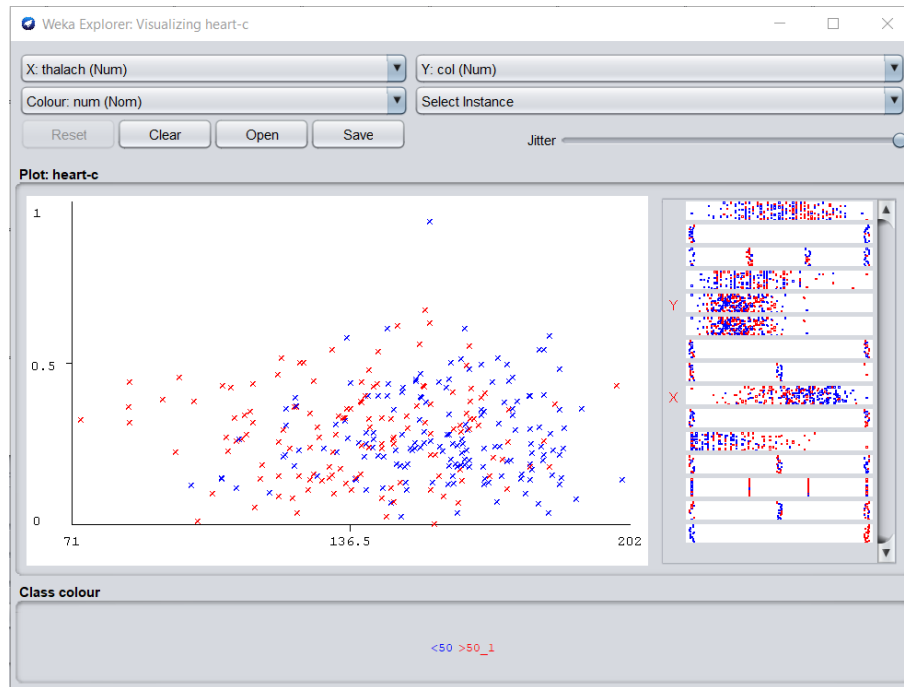 Weka Explorer: Visualizing heart-c
X: thalach (Num) Y: col (Num)
Colour: num (Nom) Select Instance
Reset Clear Open Save Jitter
Plot: heart-c
1
Y
0.5
X
0
71 136.5 202
Class colour
<50 >50_1